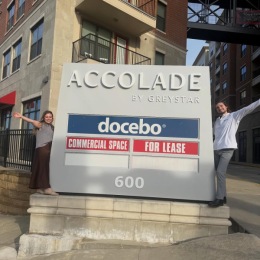 ACCOLADE
BY GREYSTAR
docebo
COMMERCIAL SPACE
FOR LEASE
600